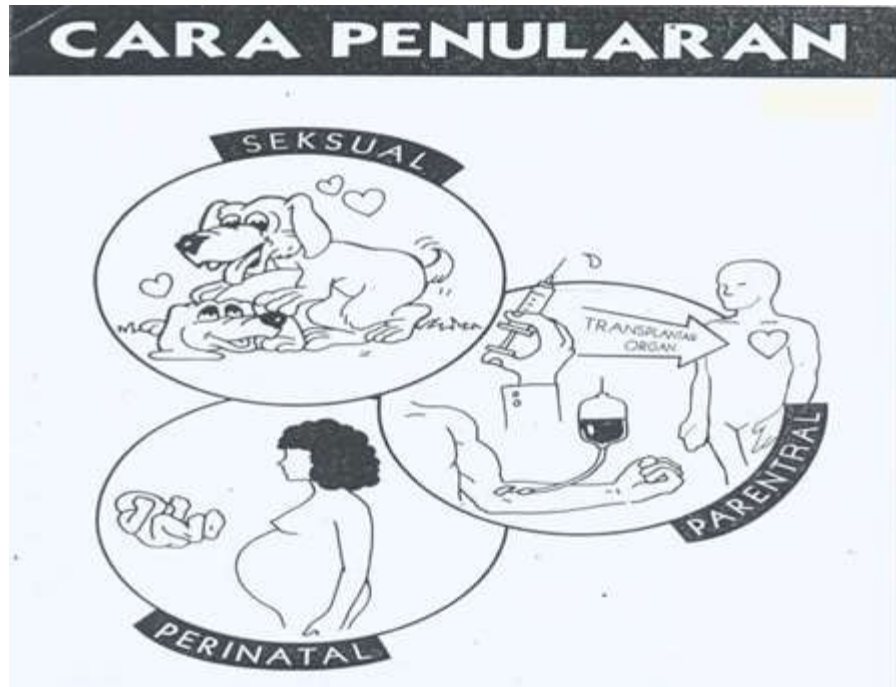 CARA PENULARAN
SEKSUAL
TRANSPLANTASI
ORGAN
PARENTRAL
PERINATAL